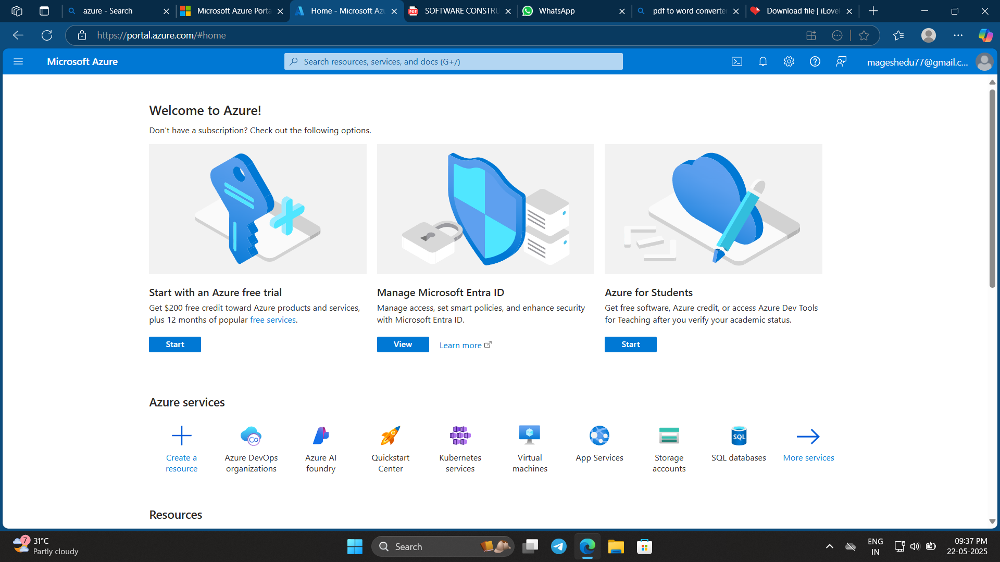 azure - Search
Microsoft Azure Porta
Home - Microsoft Az
PDF
SOFTWARE CONSTRU
WhatsApp
pdf to word converter
Download file | iLove
https://portal.azure.com/#home
Microsoft Azure
Search resources, services, and docs (G+/)
mageshedu77@gmail.c...
Welcome to Azure!
Don't have a subscription? Check out the following options.
Start with an Azure free trial
Get $200 free credit toward Azure products and services,
plus 12 months of popular free services.
Start
Manage Microsoft Entra ID
Manage access, set smart policies, and enhance security
with Microsoft Entra ID.
View
Learn more
Azure for Students
Get free software, Azure credit, or access Azure Dev Tools
for Teaching after you verify your academic status.
Start
Azure services
Create a
resource
Azure DevOps
organizations
Azure AI
foundry
Quickstart
Center
Kubernetes
services
Virtual
machines
App Services
Storage
accounts
SQL
SQL databases
More services
Resources
7
31°C
Partly cloudy
Search
ENG
IN
09:37 PM
22-05-2025